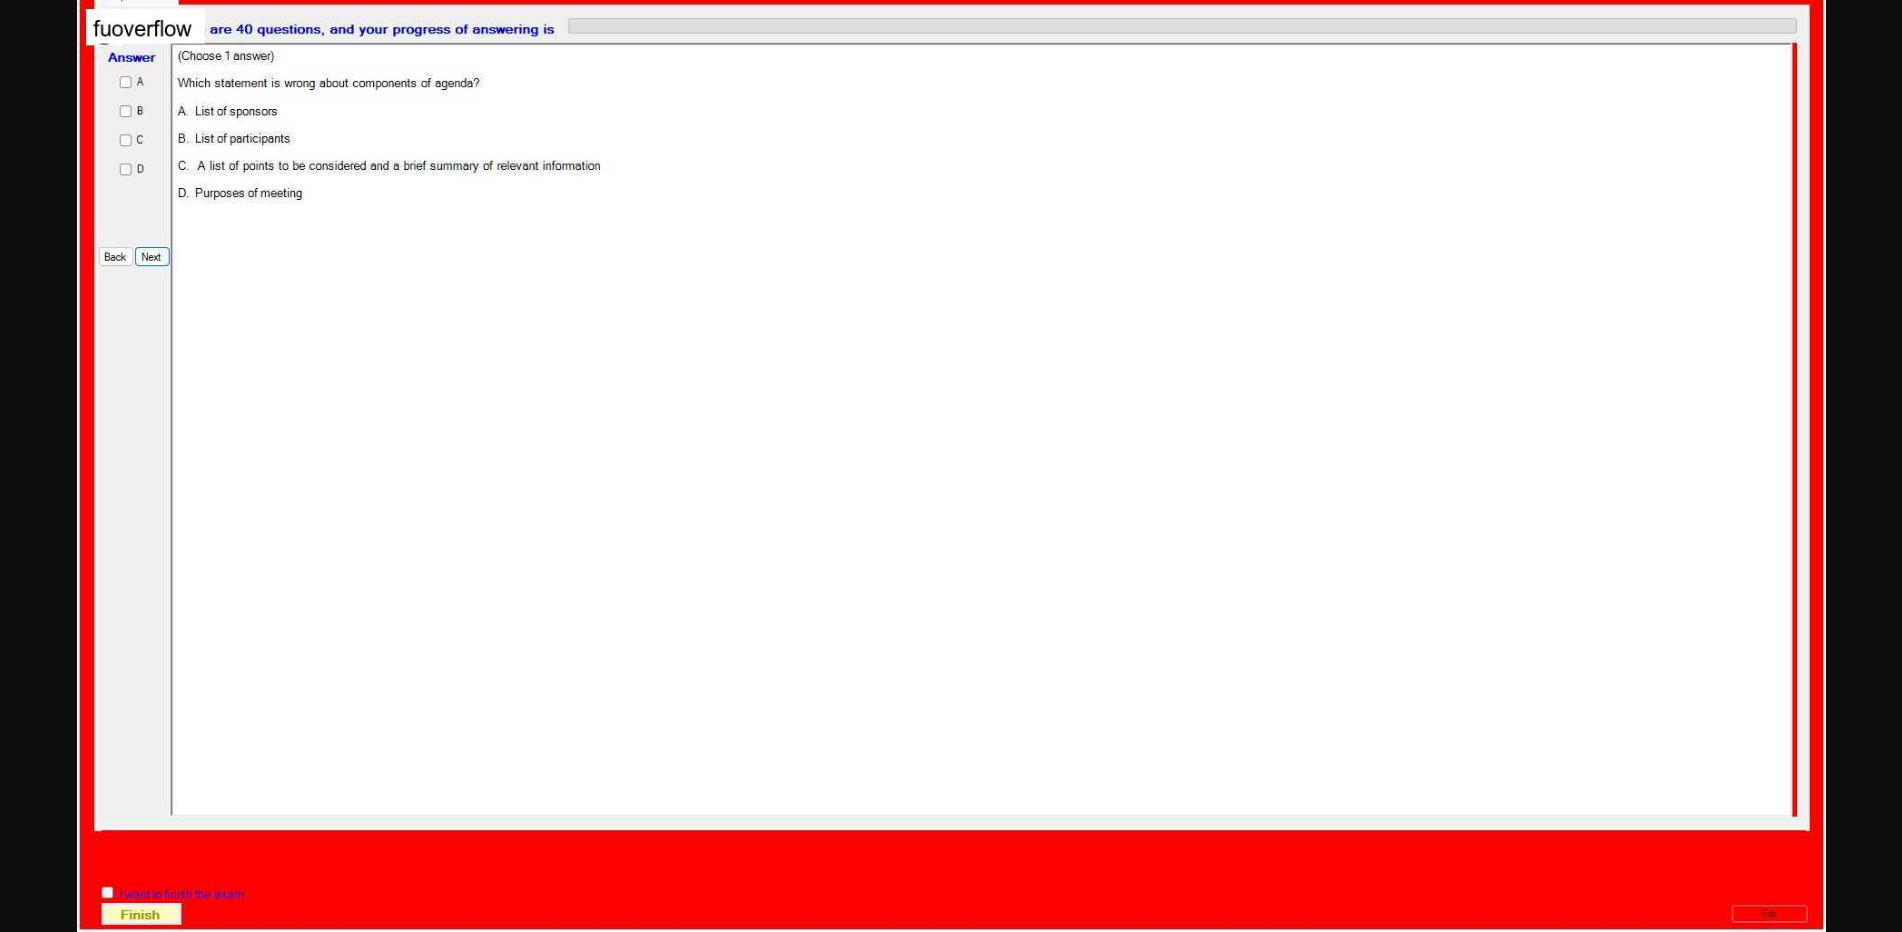 fuoverflow are 40 questions, and your progress of answering is
Answer
(Choose 1 answer)
A
Which statement is wrong about components of agenda?
B
A. List of sponsors
C
B. List of participants
D
C. A list of points to be considered and a brief summary of relevant information
D. Purposes of meeting
Back Next
I want to finish the exam
Finish
Exit